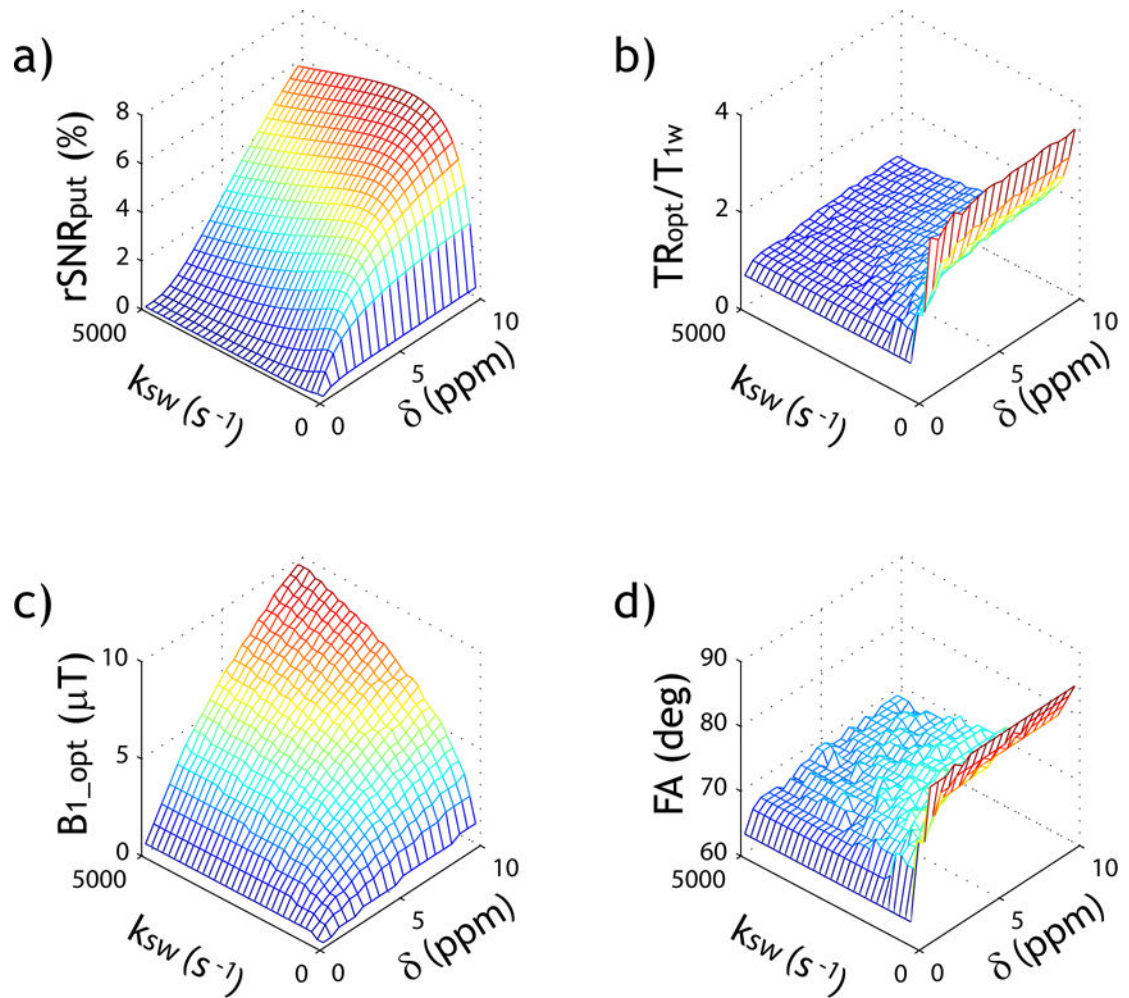 a)
rSNRput (%)
8
6
4
2
0
5000
ksw (s-1)
0
0
5
10
δ (ppm)
b)
TRopt/T1w
4
2
0
5000
ksw (s-1)
0
0
5
10
δ (ppm)
c)
B1_opt (μT)
10
5
0
5000
ksw (s-1)
0
0
5
10
δ (ppm)
d)
FA (deg)
90
80
70
60
5000
ksw (s-1)
0
0
5
10
δ (ppm)